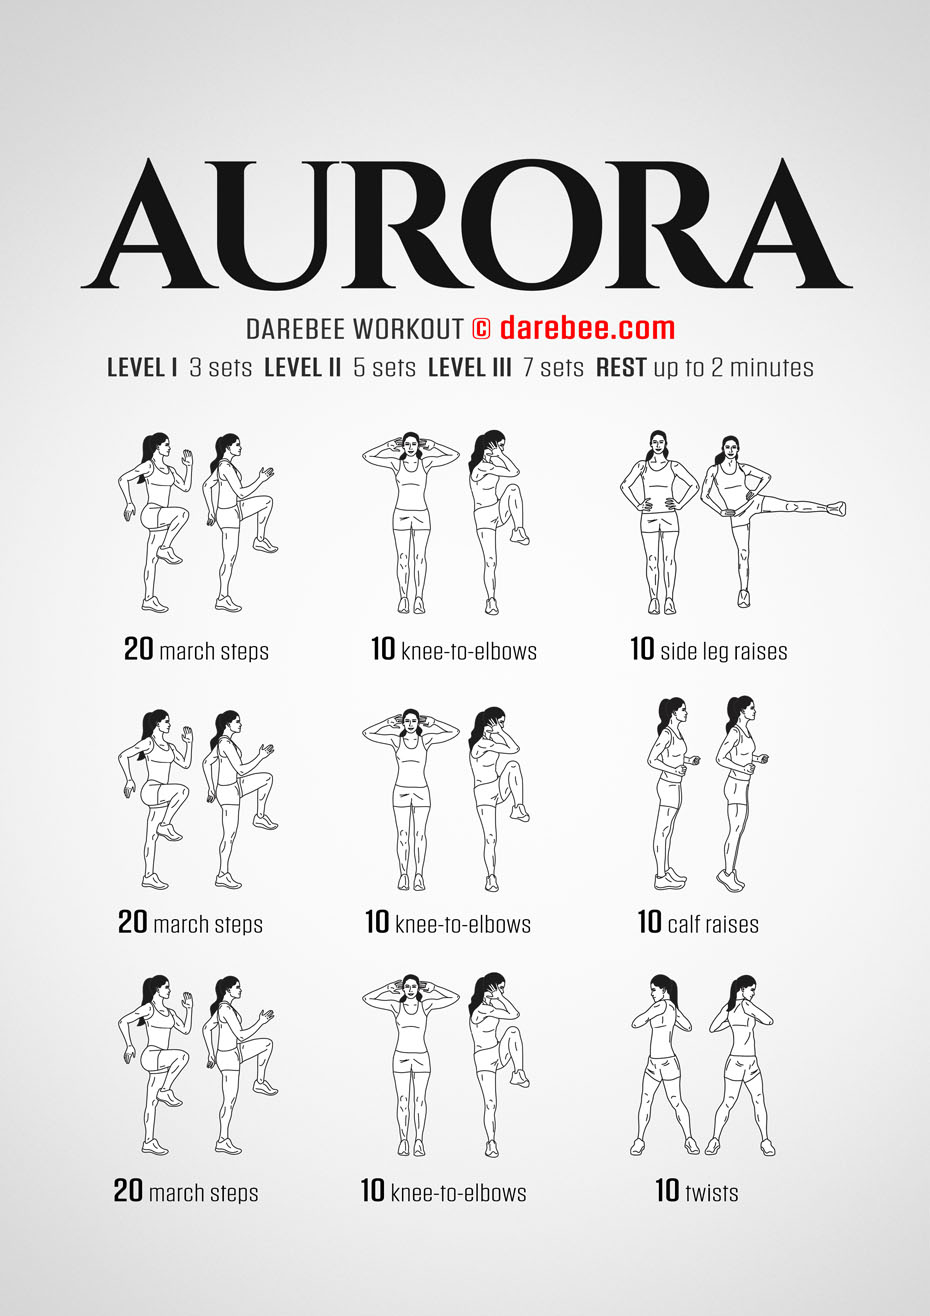 AURORA
DAREBEE WORKOUT © darebee.com
LEVEL I 3 sets LEVEL II 5 sets LEVEL III 7 sets REST up to 2 minutes
20 march steps
10 knee-to-elbows
10 side leg raises
20 march steps
10 knee-to-elbows
10 calf raises
20 march steps
10 knee-to-elbows
10 twists